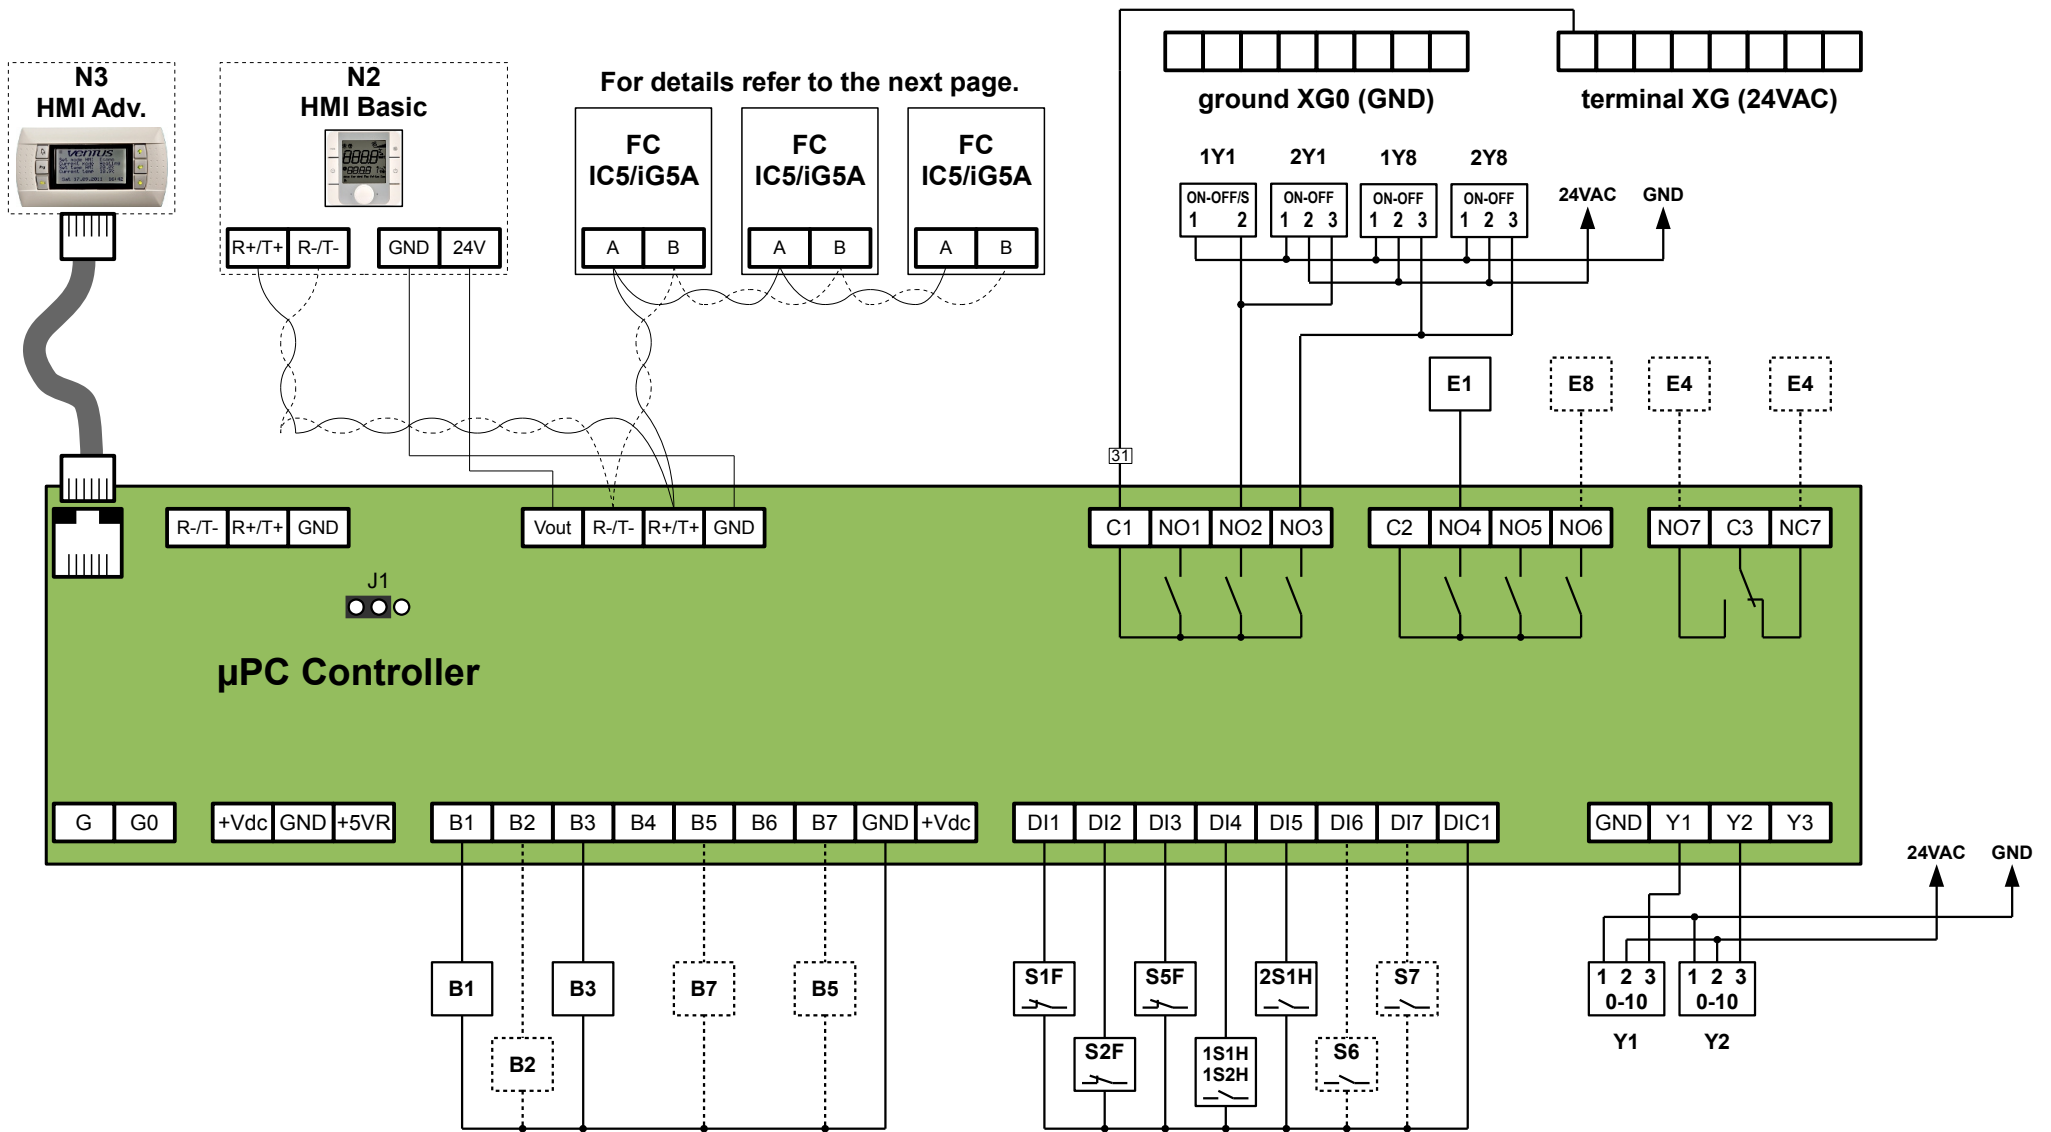 N3
HMI Adv.
N2
HMI Basic
For details refer to the next page.
FC
IC5/iG5A
FC
IC5/iG5A
FC
IC5/iG5A
ground XG0 (GND)
terminal XG (24VAC)
1Y1
2Y1
1Y8
2Y8
24VAC
GND
ON-OFF/S
1 2
ON-OFF
1 2 3
ON-OFF
1 2 3
ON-OFF
1 2 3
ventus
R+/T+ R-/T-
GND 24V
A B
A B
A B
E1
E8
E4
E4
31
R-/T- R+/T+ GND
Vout R-/T- R+/T+ GND
C1 NO1 NO2 NO3
C2 NO4 NO5 NO6
NO7 C3 NC7
J1
µPC Controller
G G0
+Vdc GND +5VR
B1 B2 B3 B4 B5 B6 B7 GND +Vdc
DI1 DI2 DI3 DI4 DI5 DI6 DI7 DIC1
GND Y1 Y2 Y3
24VAC
GND
B1
B3
B7
B5
B2
S1F
S5F
2S1H
S7
S2F
1S1H
1S2H
S6
1 2 3
0-10
1 2 3
0-10
Y1
Y2